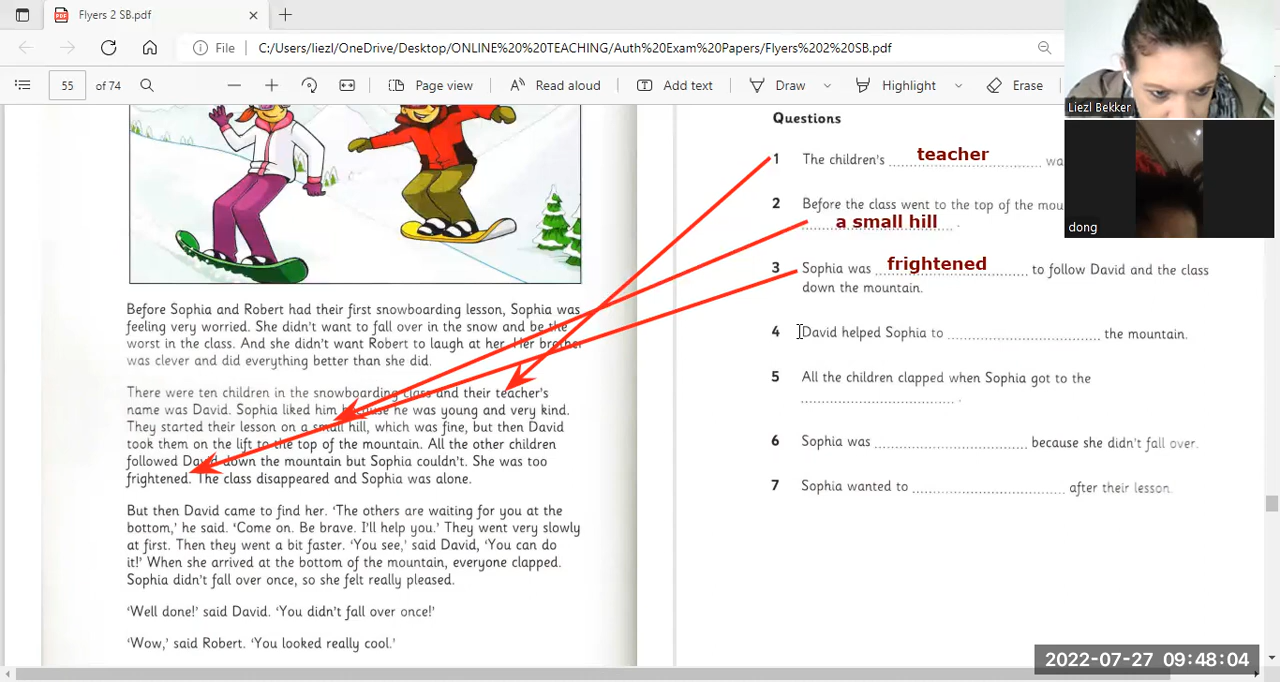 Flyers 2 SB.pdf
File
C:/Users/liezl/OneDrive/Desktop/ONLINE%20%20TEACHING/Auth%20Exam%20Papers/Flyers%202%20SB.pdf
55 of 74
Page view
Read aloud
Add text
Draw
Highlight
Erase
Liezl Bekker
dong
Before Sophia and Robert had their first snowboarding lesson, Sophia was
feeling very worried. She didn't want to fall over in the snow and be the
worst in the class. And she didn't want Robert to laugh at her. Her brother
was clever and did everything better than she did.
There were ten children in the snowboarding class and their teacher's
name was David. Sophia liked him because he was young and very kind.
They started their lesson on a small hill, which was fine, but then David
took them on the lift to the top of the mountain. All the other children
followed David down the mountain but Sophia couldn't. She was too
frightened. The class disappeared and Sophia was alone.
But then David came to find her. 'The others are waiting for you at the
bottom,' he said. 'Come on. Be brave. I'll help you.' They went very slowly
at first. Then they went a bit faster. 'You see,' said David, 'You can do
it!' When she arrived at the bottom of the mountain, everyone clapped.
Sophia didn't fall over once, so she felt really pleased.
'Well done!' said David. 'You didn't fall over once!'
'Wow,' said Robert. 'You looked really cool.'
Questions
1 The children's teacher
2 Before the class went to the top of the
a small hill .
3 Sophia was frightened to follow David and the class
down the mountain.
4 David helped Sophia to ........ the mountain.
5 All the children clapped when Sophia got to the
........ .
6 Sophia was ........ because she didn't fall over.
7 Sophia wanted to ........ after their lesson.
2022-07-27 09:48:04